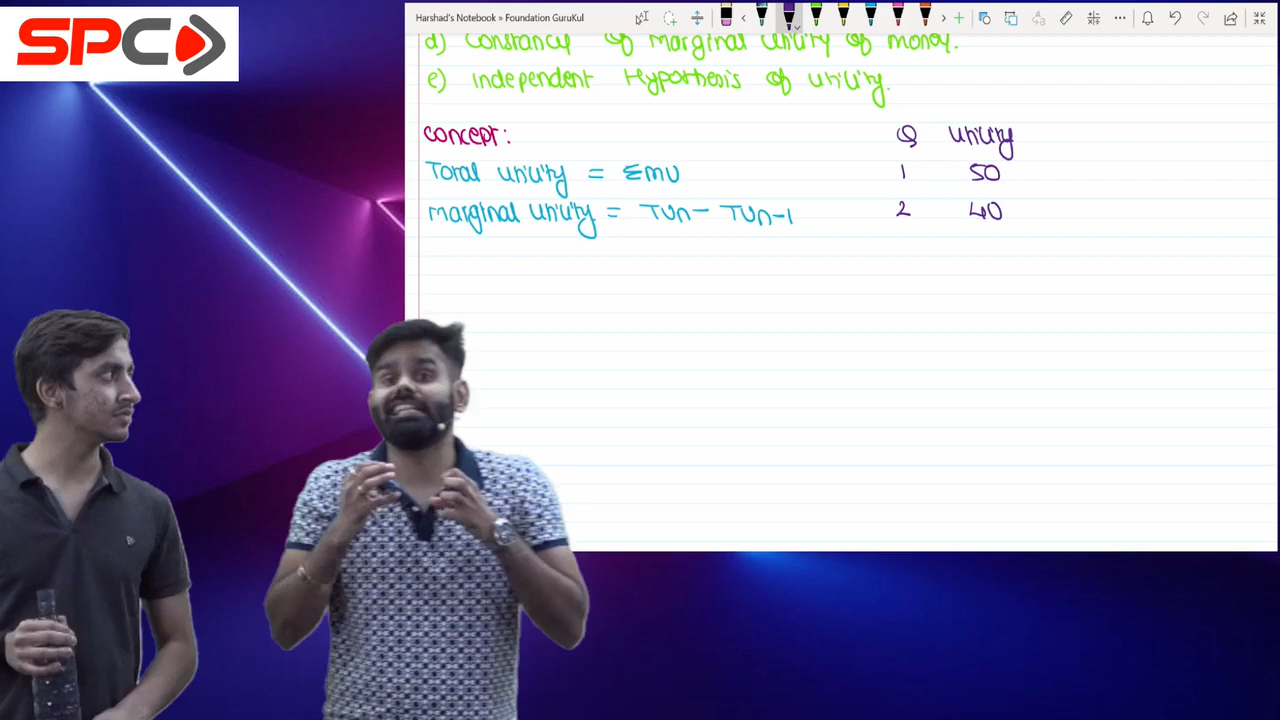 SPC
Harshad's Notebook » Foundation GuruKul
d) Constancy of Marginal Utility of money.
e) Independent Hypothesis of utility.
Concept:
Q Utility
Total utility = ΣMU
1 50
Marginal utility = TUn - TUn-1
2 40